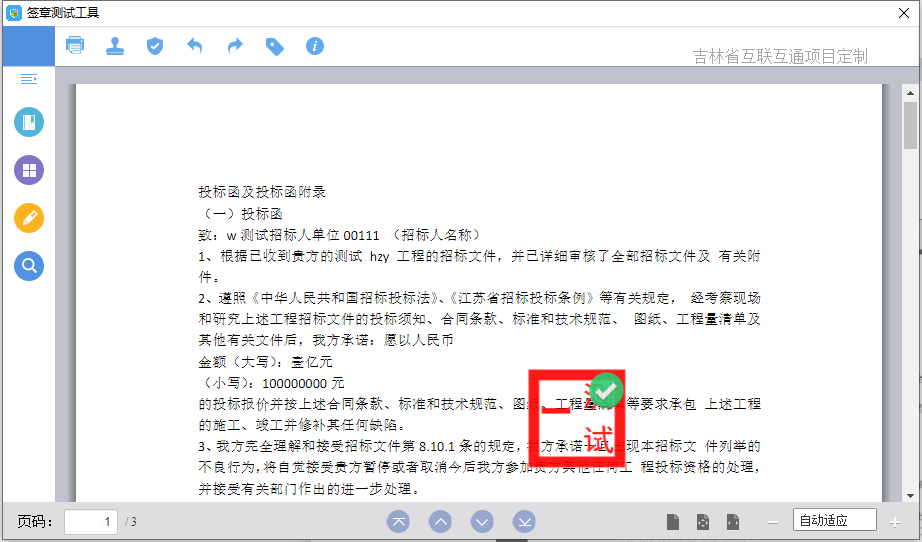 签章测试工具
吉林省互联互通项目定制
投标函及投标函附录
（一）投标函
致：w 测试招标人单位 00111 （招标人名称）
1、根据已收到贵方的测试 hzy 工程的招标文件，并已详细审核了全部招标文件及 有关附
件。
2、遵照《中华人民共和国招标投标法》、《江苏省招标投标条例》等有关规定， 经考察现场
和研究上述工程招标文件的投标须知、合同条款、标准和技术规范、 图纸、工程量清单及
其他有关文件后，我方承诺：愿以人民币
金额（大写）：壹亿元
（小写）：100000000 元
的投标报价并按上述合同条款、标准和技术规范、图纸、工程量清单等要求承包 上述工程
的施工、竣工并修补其任何缺陷。
3、我方完全理解和接受招标文件第 8.10.1 条的规定，我方承诺一旦出现本招标文 件列举的
不良行为，将自觉接受贵方暂停或者取消今后我方参加贵方其他任何工 程投标资格的处理，
并接受有关部门作出的进一步处理。
一
试
页码： 1 / 3
自动适应